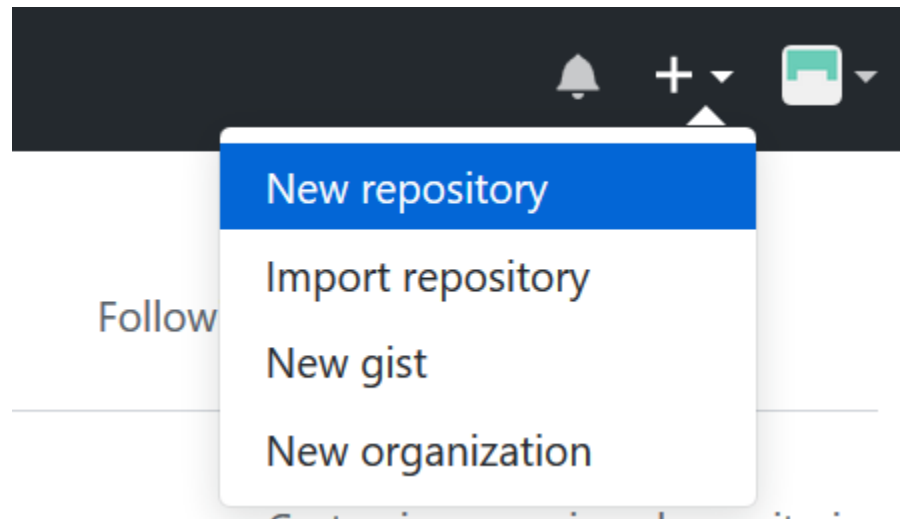 New repository
Import repository
Follow
New gist
New organization